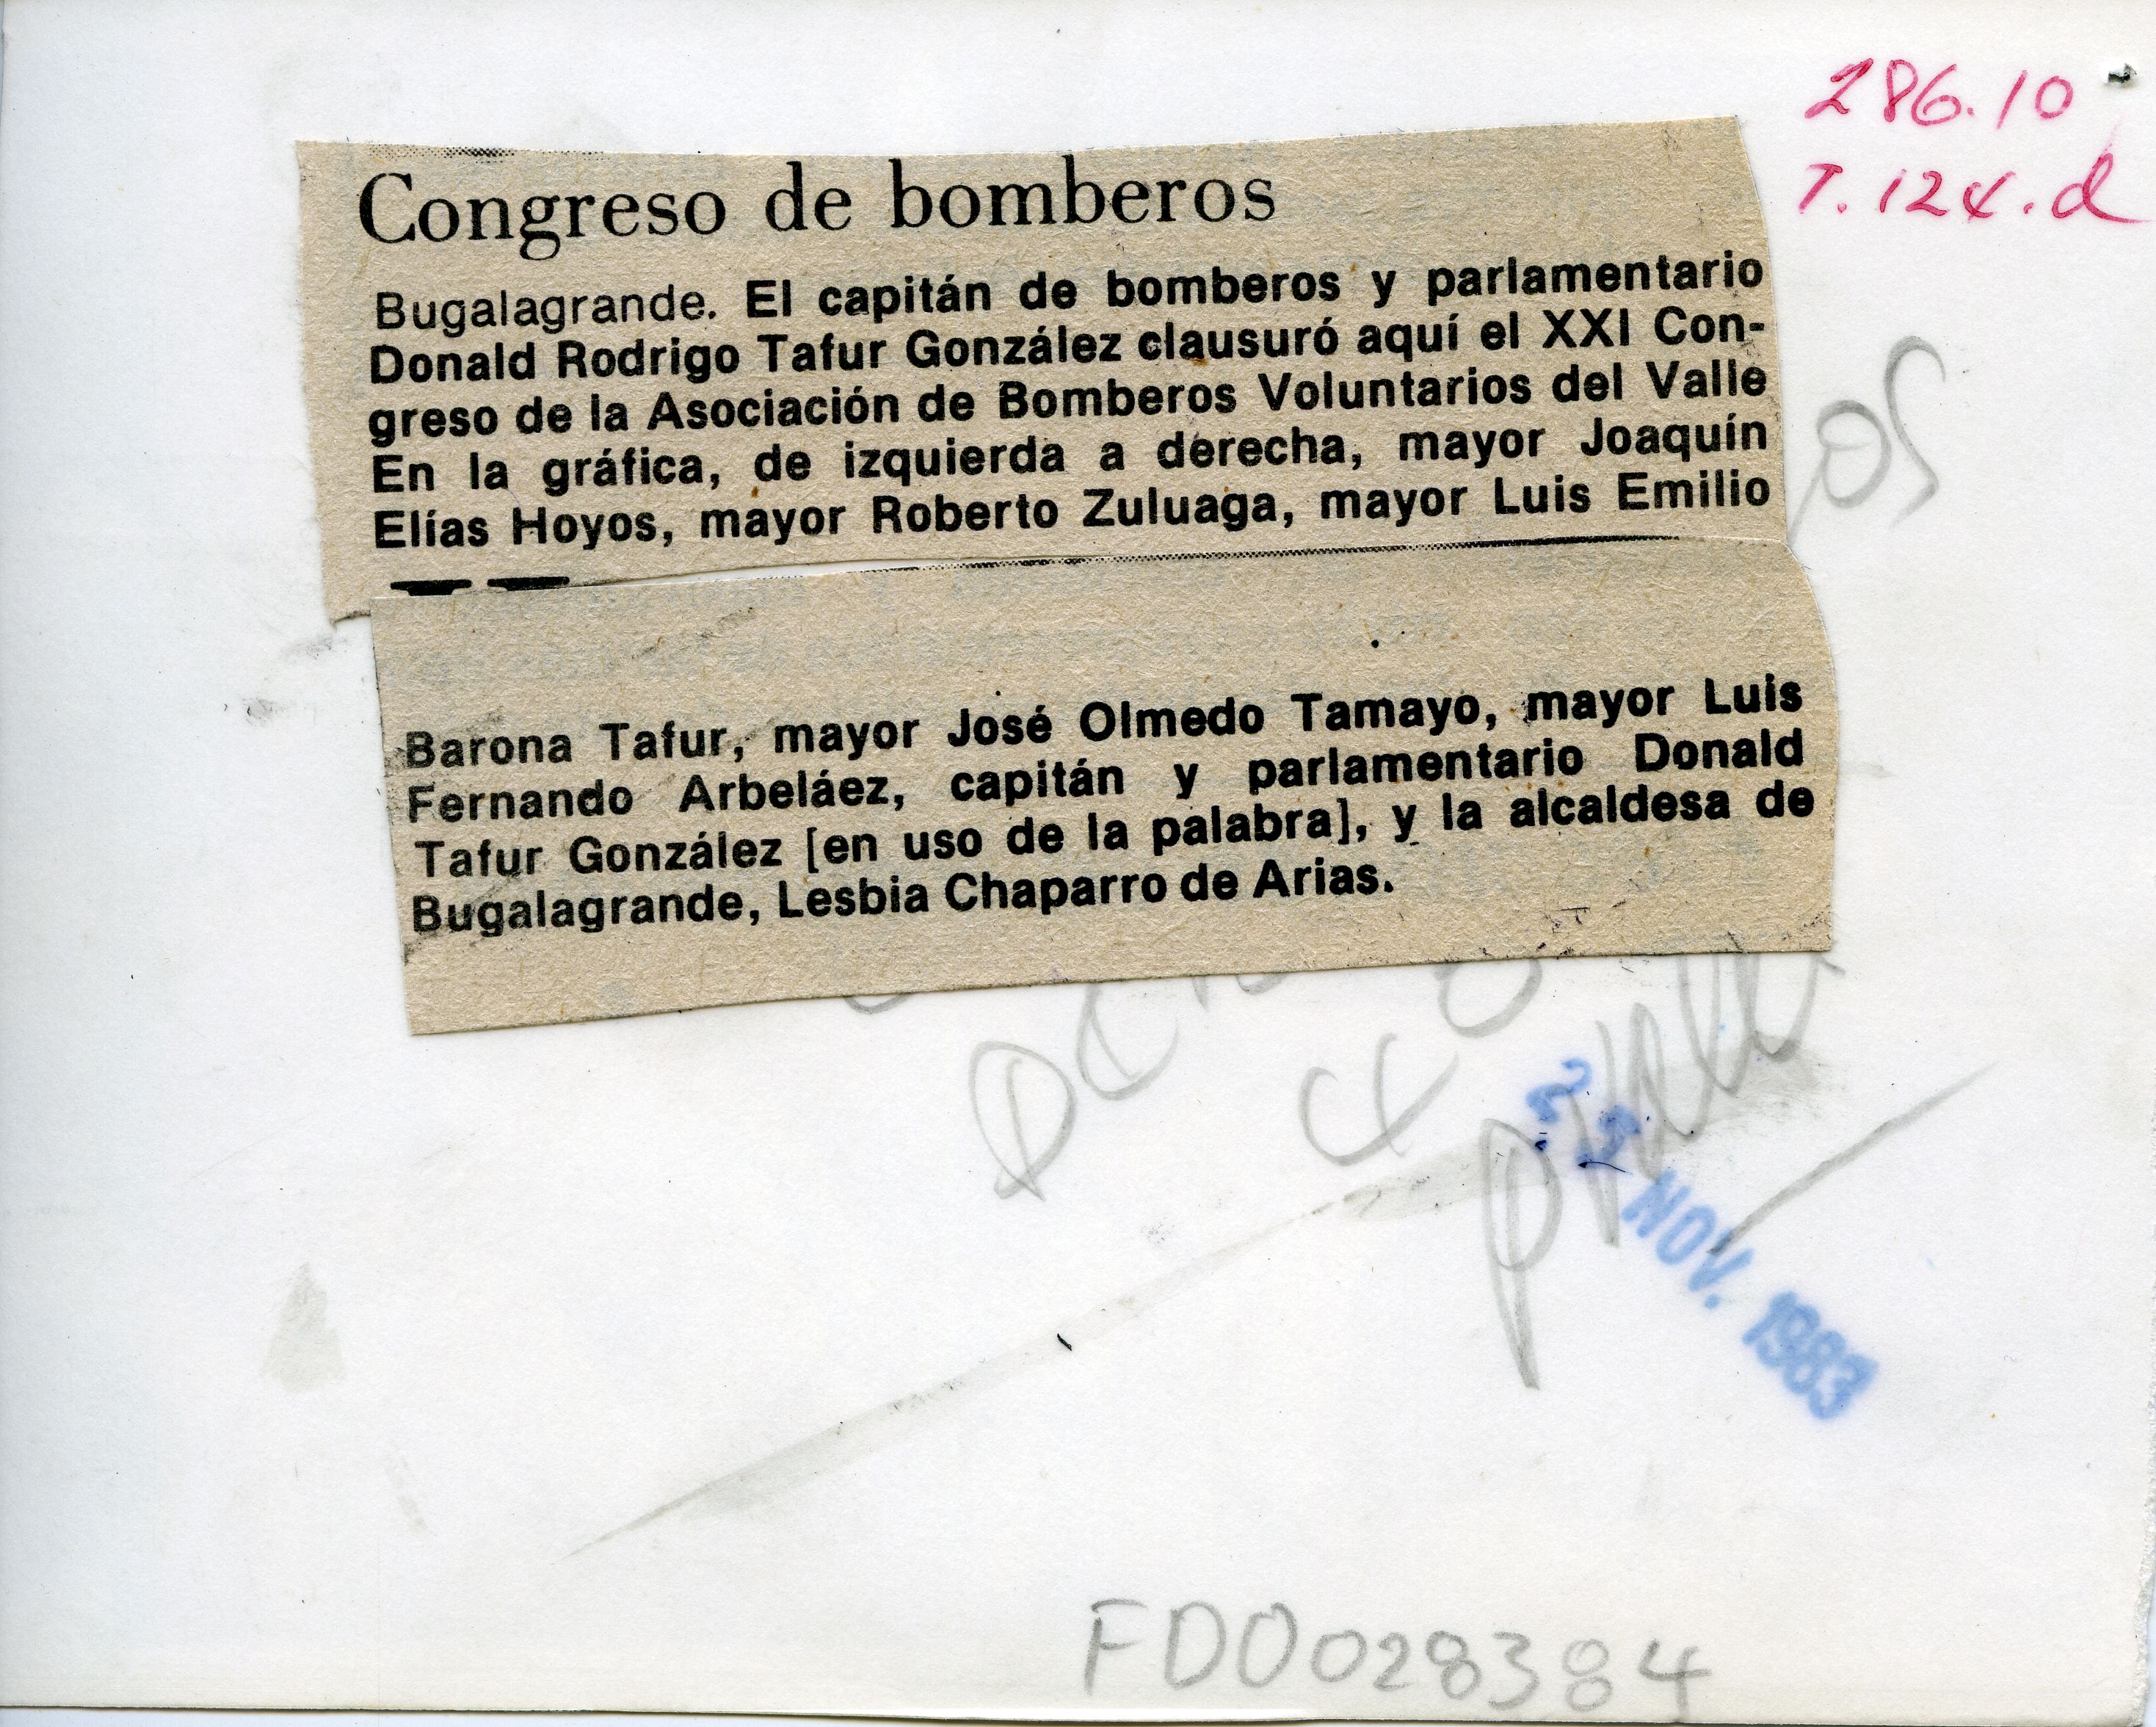 286.10
T.124.d
Congreso de bomberos
Bugalagrande. El capitán de bomberos y parlamentario
Donald Rodrigo Tafur González clausuró aquí el XXI Con-
greso de la Asociación de Bomberos Voluntarios del Valle
En la gráfica, de izquierda a derecha, mayor Joaquín
Elías Hoyos, mayor Roberto Zuluaga, mayor Luis Emilio
Barona Tafur, mayor José Olmedo Tamayo, mayor Luis
Fernando Arbeláez, capitán y parlamentario Donald
Tafur González [en uso de la palabra], y la alcaldesa de
Bugalagrande, Lesbia Chaparro de Arias.
NOV. 1983
FD0028384